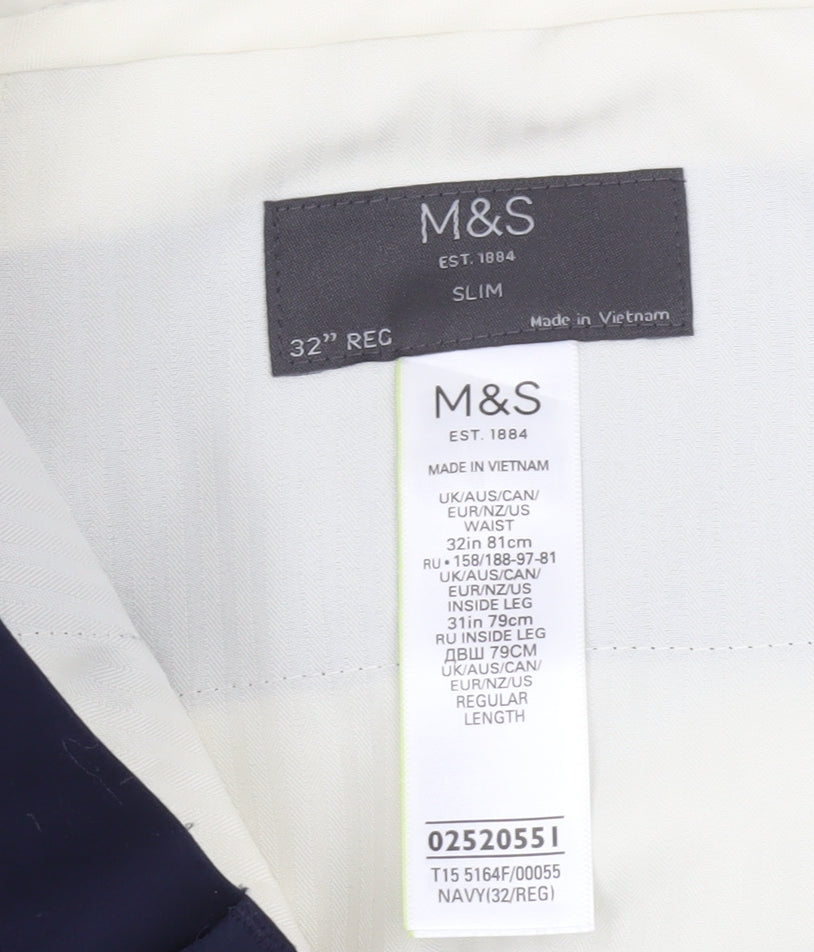 M&S
EST. 1884
SLIM
Made in Vietnam
32” REG
M&S
EST. 1884
MADE IN VIETNAM
UK/AUS/CAN/
EUR/NZ/US
WAIST
32in 81cm
RU • 158/188-97-81
UK/AUS/CAN/
EUR/NZ/US
INSIDE LEG
31in 79cm
RU INSIDE LEG
ДВШ 79CM
UK/AUS/CAN/
EUR/NZ/US
REGULAR
LENGTH
02520551
T15 5164F/00055
NAVY(32/REG)